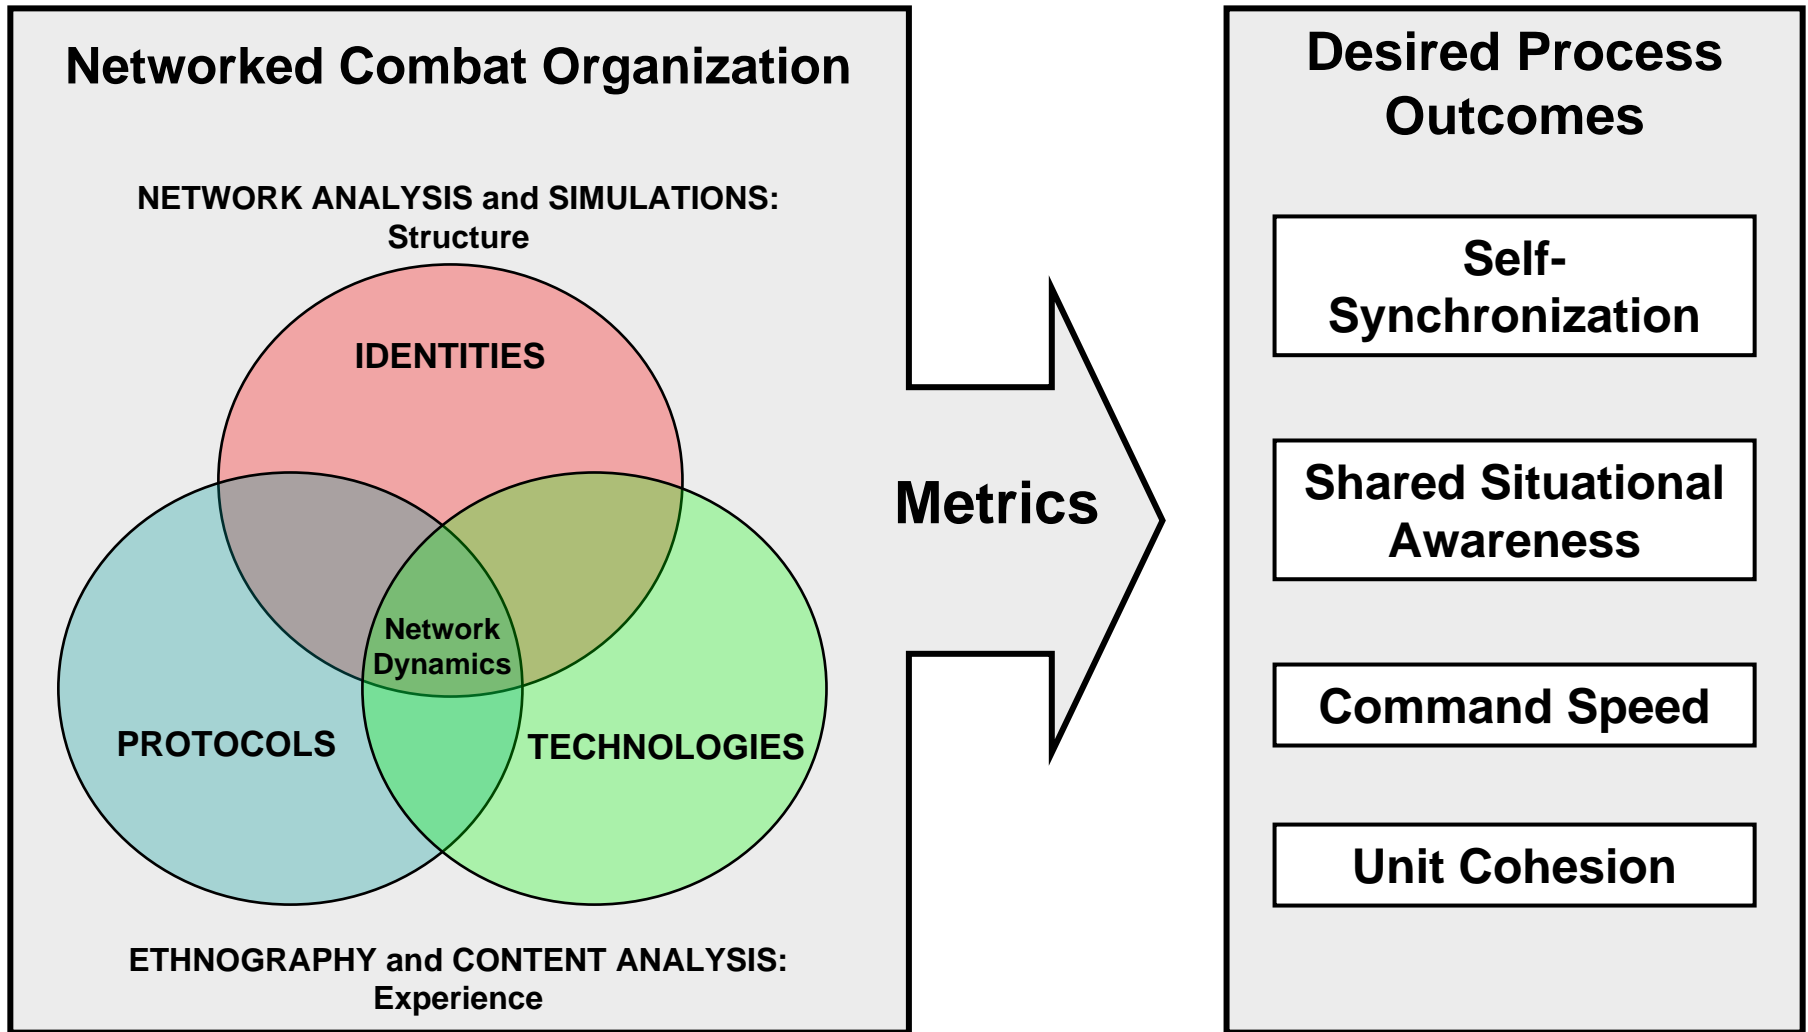 Networked Combat Organization
NETWORK ANALYSIS and SIMULATIONS:
Structure
IDENTITIES
Network
Dynamics
PROTOCOLS
TECHNOLOGIES
ETHNOGRAPHY and CONTENT ANALYSIS:
Experience
Metrics
Desired Process
Outcomes
Self-
Synchronization
Shared Situational
Awareness
Command Speed
Unit Cohesion